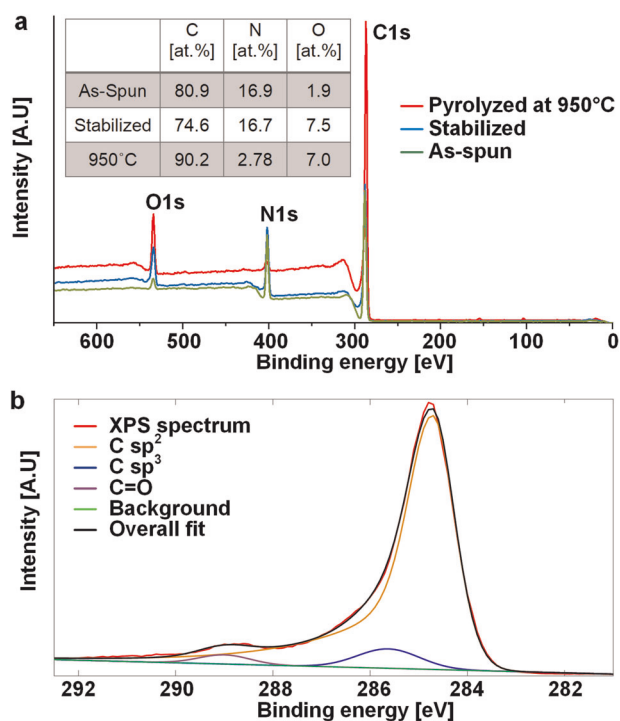 a
C N O
[at.%] [at.%] [at.%]
As-Spun 80.9 16.9 1.9
Stabilized 74.6 16.7 7.5
950°C 90.2 2.78 7.0
C1s
Pyrolyzed at 950°C
Stabilized
As-spun
O1s
N1s
Intensity [A.U]
600 500 400 300 200 100 0
Binding energy [eV]
b
XPS spectrum
C sp²
C sp³
C=O
Background
Overall fit
Intensity [A.U]
292 290 288 286 284 282
Binding energy [eV]